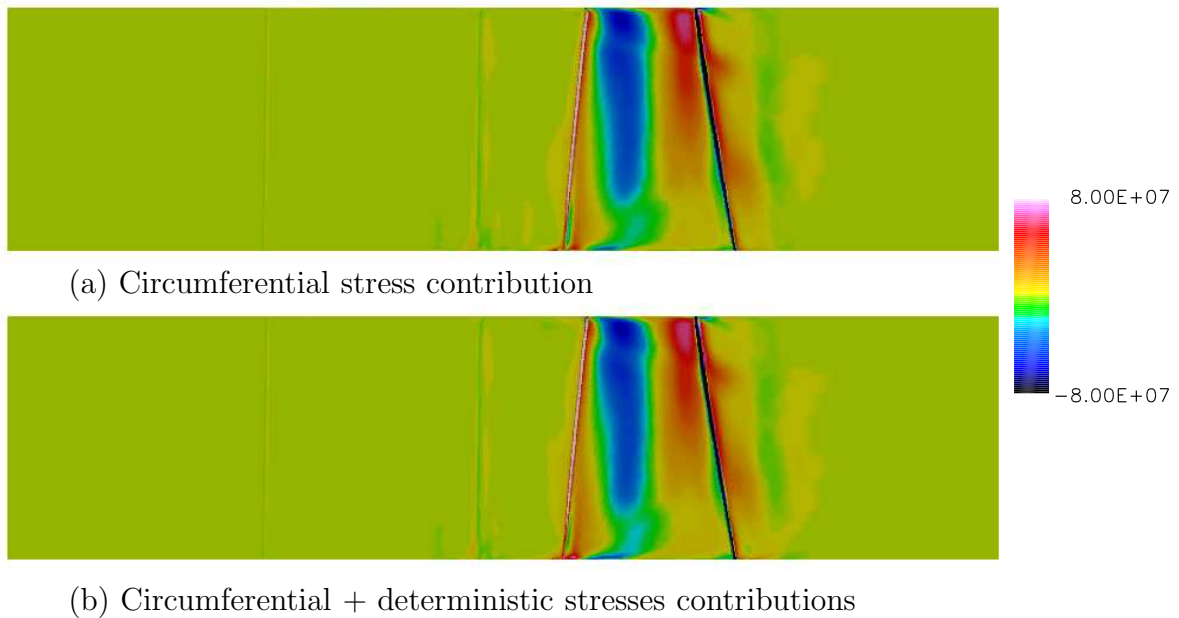 (a) Circumferential stress contribution
8.00E+07
−8.00E+07
(b) Circumferential + deterministic stresses contributions